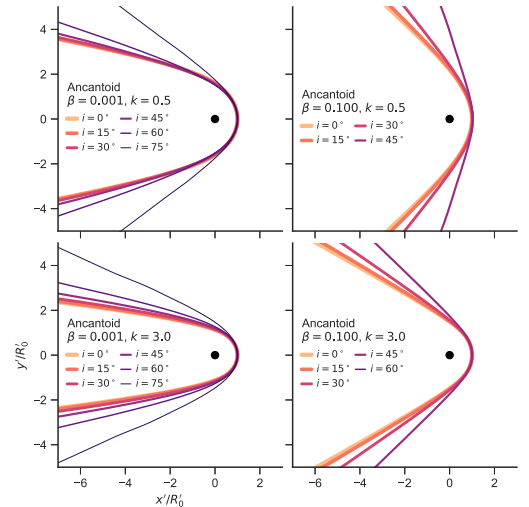 4
2
0
−2
−4
Ancantoid
β = 0.001, k = 0.5
i = 0° i = 45°
i = 15° i = 60°
i = 30° i = 75°
Ancantoid
β = 0.100, k = 0.5
i = 0° i = 30°
i = 15° i = 45°
4
2
0
−2
−4
y′/R′₀
Ancantoid
β = 0.001, k = 3.0
i = 0° i = 45°
i = 15° i = 60°
i = 30° i = 75°
−6 −4 −2 0 2
x′/R′₀
Ancantoid
β = 0.100, k = 3.0
i = 0° i = 45°
i = 15° i = 60°
i = 30°
−6 −4 −2 0 2